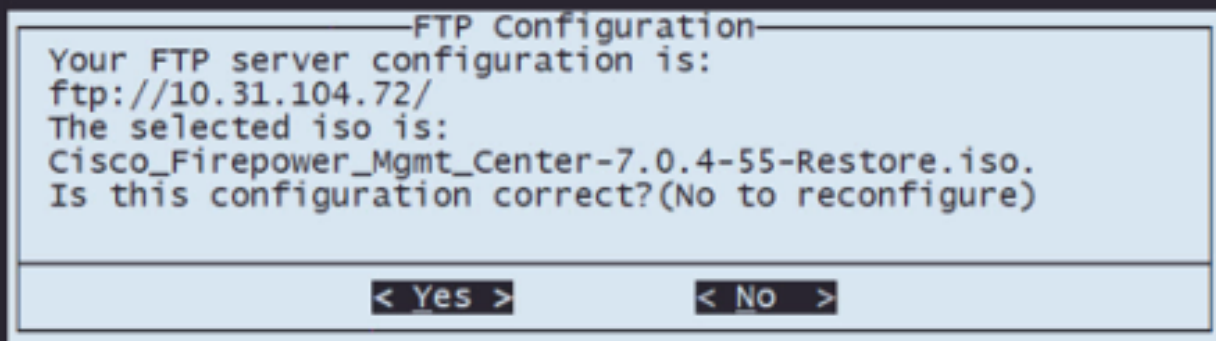 FTP Configuration
Your FTP server configuration is:
ftp://10.31.104.72/
The selected iso is:
Cisco_Firepower_Mgmt_Center-7.0.4-55-Restore.iso.
Is this configuration correct?(No to reconfigure)
< Yes > < No >